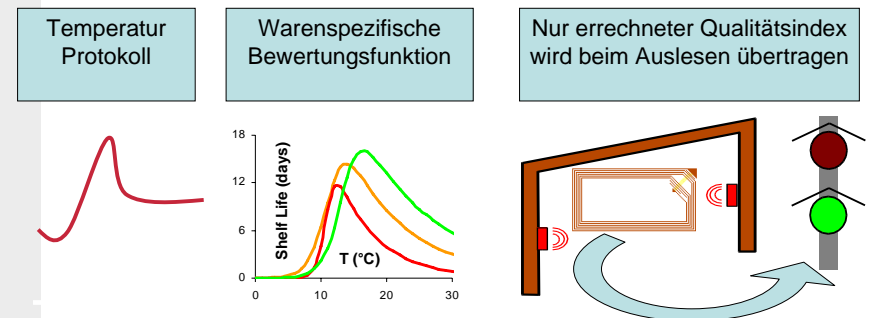 Temperatur
Protokoll
Warenspezifische
Bewertungsfunktion
Nur errechneter Qualitätsindex
wird beim Auslesen übertragen
Shelf Life (days)
18
12
6
0
0 10 20 30
T (°C)